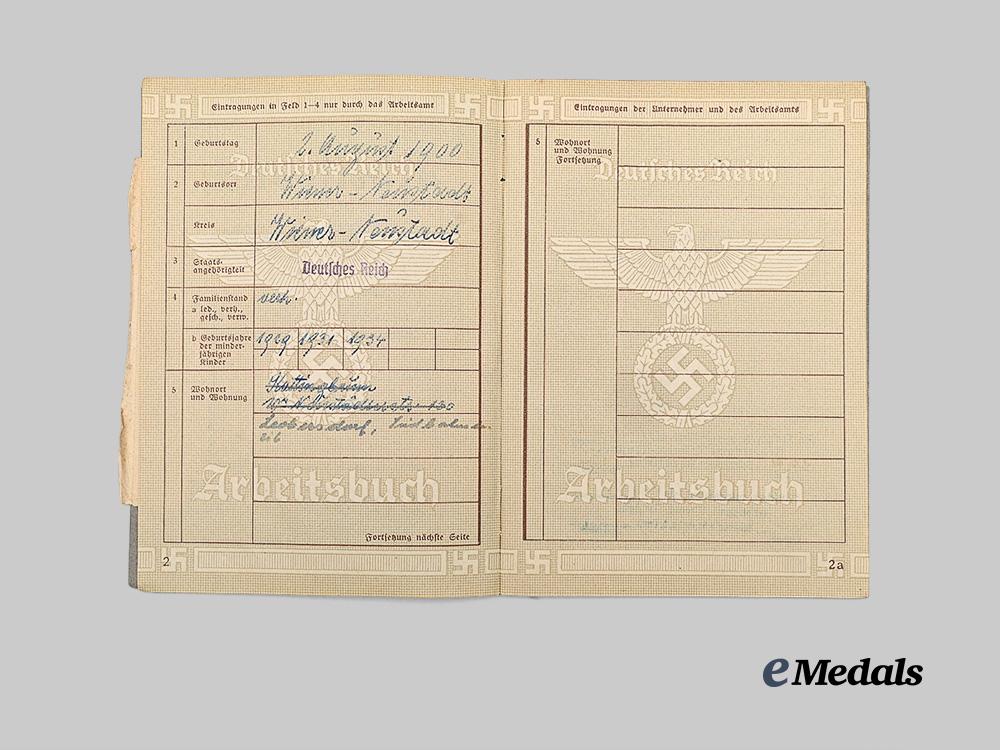 Eintragungen in Feld 1—4 nur durch das Arbeitsamt
1 Geburtstag 2. August 1900
Deutsches Reich
2 Geburtsort Wiener-Neustadt
Kreis Wiener-Neustadt
3 Staats-
angehörigkeit Deutsches Reich
4 Familienstand verh.
a led., verh.,
gesch., verw.
b Geburtsjahre 1929 1931 1934
der minder-
jährigen
Kinder
5 Wohnort
und Wohnung
Leobersdorf,
Arbeitsbuch
Fortsetzung nächste Seite
2
Eintragungen der Unternehmer und des Arbeitsamts
5 Wohnort
und Wohnung
Fortsetzung
Deutsches Reich
Arbeitsbuch
2a
eMedals